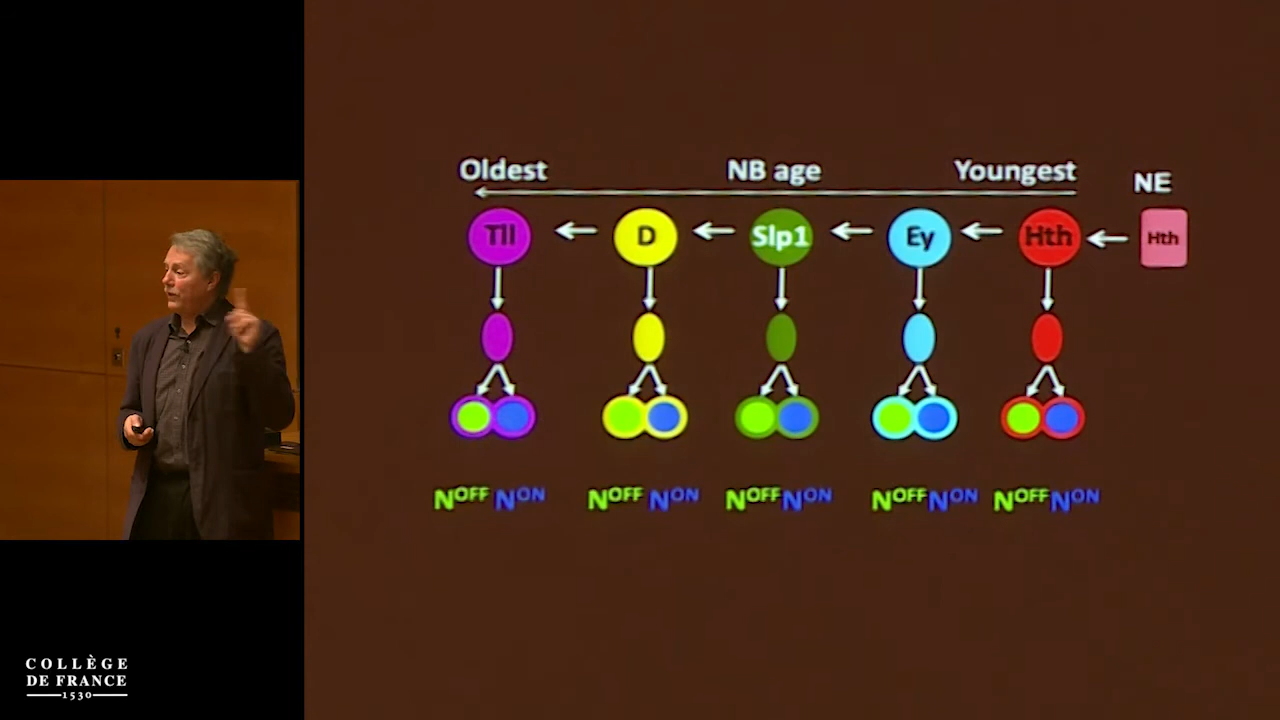 Oldest NB age Youngest
NE
Tll D Slp1 Ey Hth Hth
NOFF NON NOFF NON NOFF NON NOFF NON NOFF NON
COLLÈGE
DE FRANCE
1530